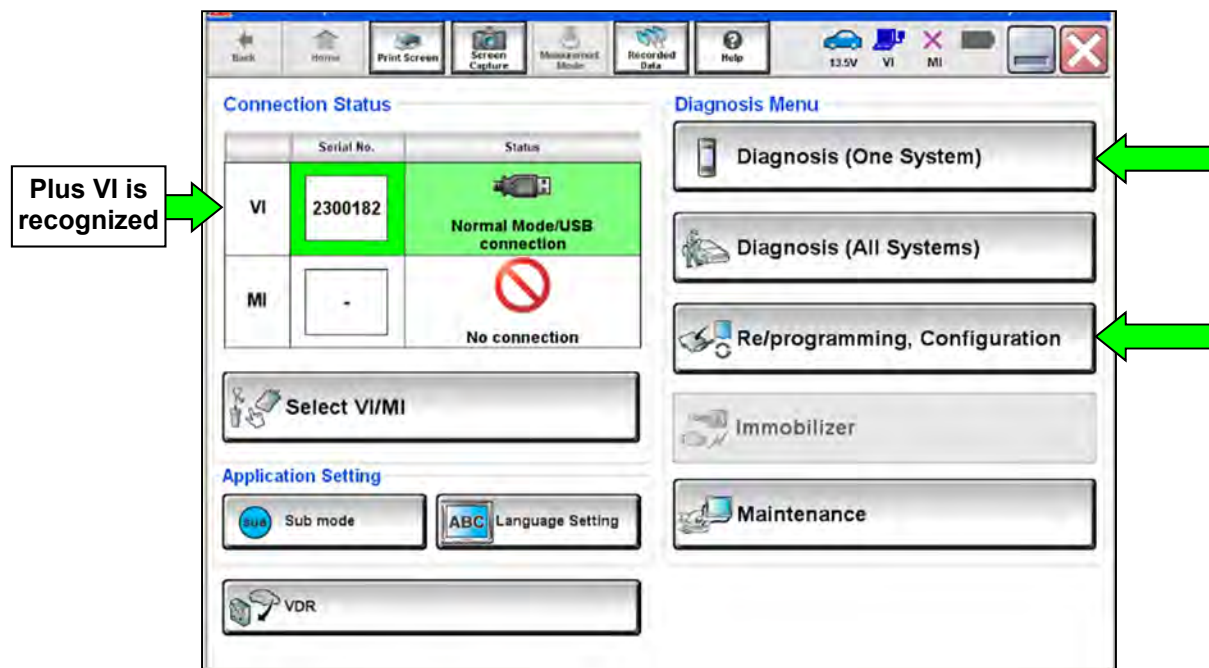 Back
Home
Print Screen
Screen
Capture
Measurement
Mode
Recorded
Data
Help
13.5V
VI
MI
Connection Status
Diagnosis Menu
Serial No.
Status
Diagnosis (One System)
Plus VI is
recognized
VI
2300182
Normal Mode/USB
connection
Diagnosis (All Systems)
MI
-
No connection
Re/programming, Configuration
Select VI/MI
Immobilizer
Application Setting
SUB
Sub mode
ABC
Language Setting
Maintenance
VDR